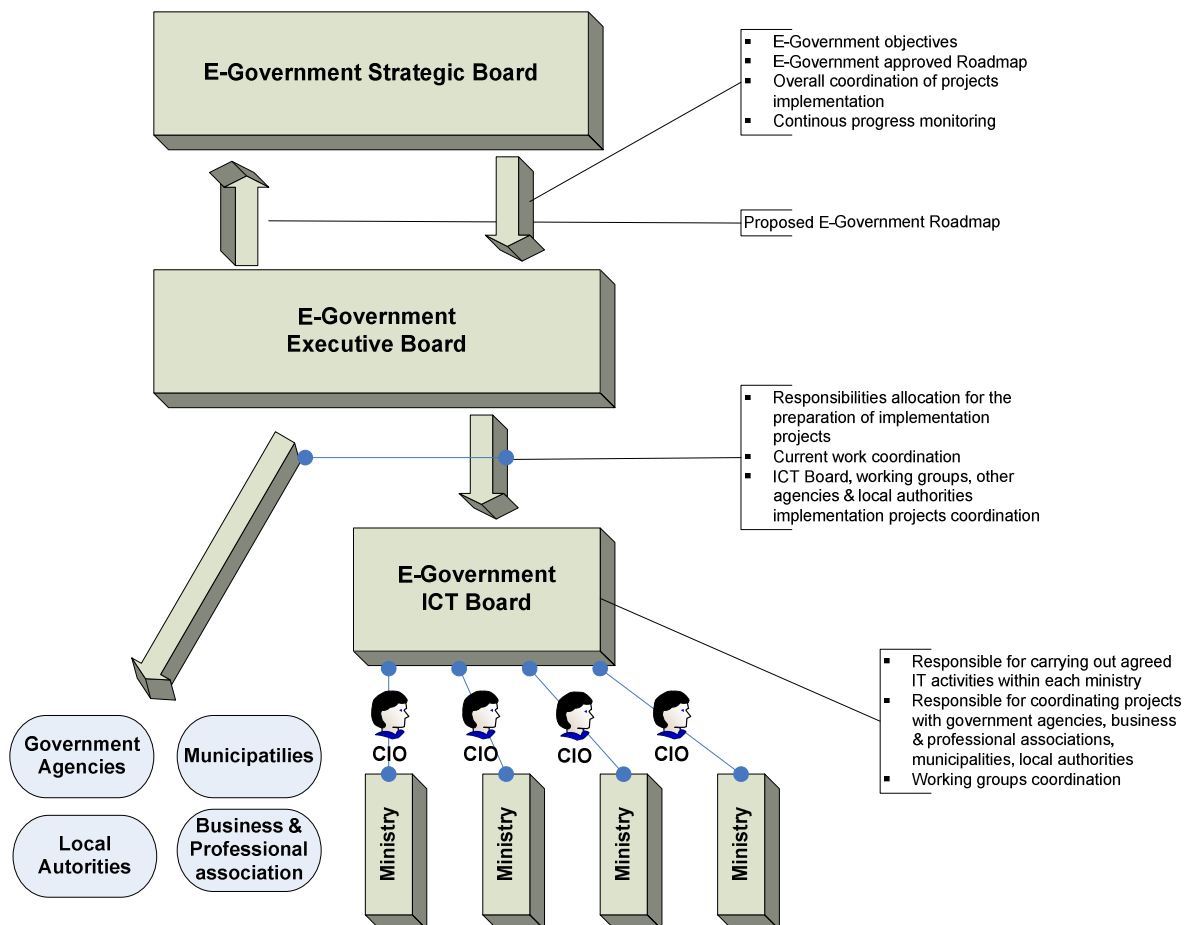 E-Government Strategic Board
▪ E-Government objectives
▪ E-Government approved Roadmap
▪ Overall coordination of projects
implementation
▪ Continous progress monitoring
Proposed E-Government Roadmap
E-Government
Executive Board
▪ Responsibilities allocation for the
preparation of implementation
projects
▪ Current work coordination
▪ ICT Board, working groups, other
agencies & local authorities
implementation projects coordination
E-Government
ICT Board
▪ Responsible for carrying out agreed
IT activities within each ministry
▪ Responsible for coordinating projects
with government agencies, business
& professional associations,
municipalities, local authorities
▪ Working groups coordination
CIO
CIO
CIO
CIO
Government
Agencies
Municipatilies
Local
Autorities
Business &
Professional
association
Ministry
Ministry
Ministry
Ministry